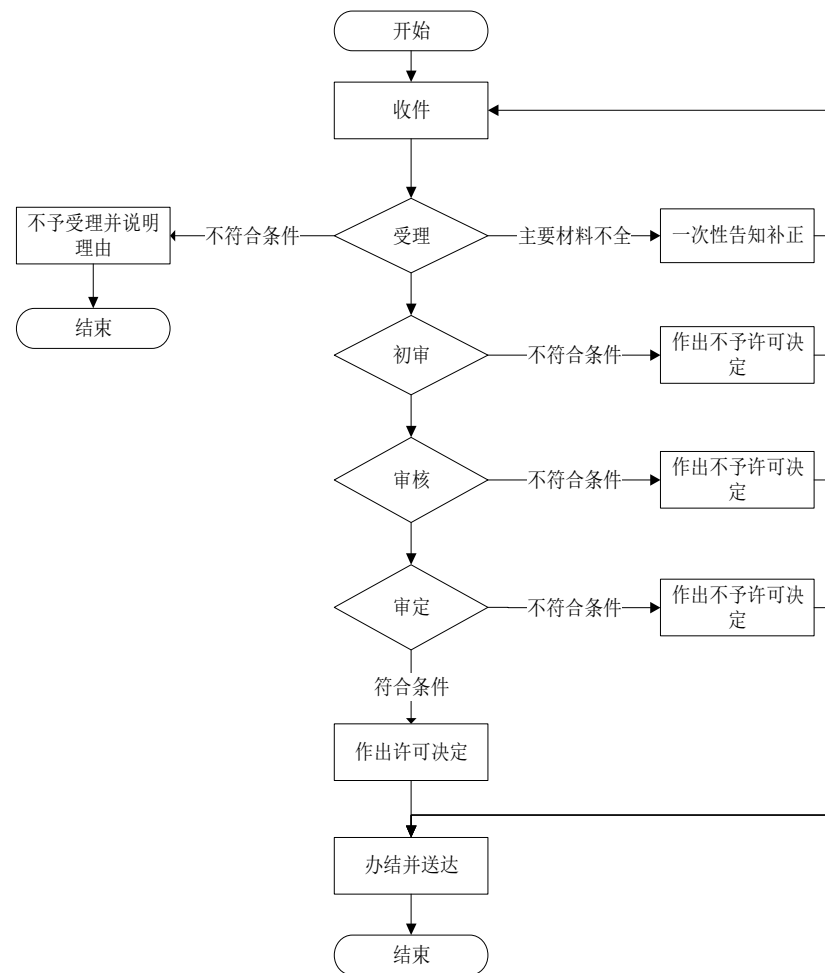 开始
收件
不予受理并说明
理由
不符合条件
受理
主要材料不全
一次性告知补正
结束
初审
不符合条件
作出不予许可决
定
审核
不符合条件
作出不予许可决
定
审定
不符合条件
作出不予许可决
定
符合条件
作出许可决定
办结并送达
结束